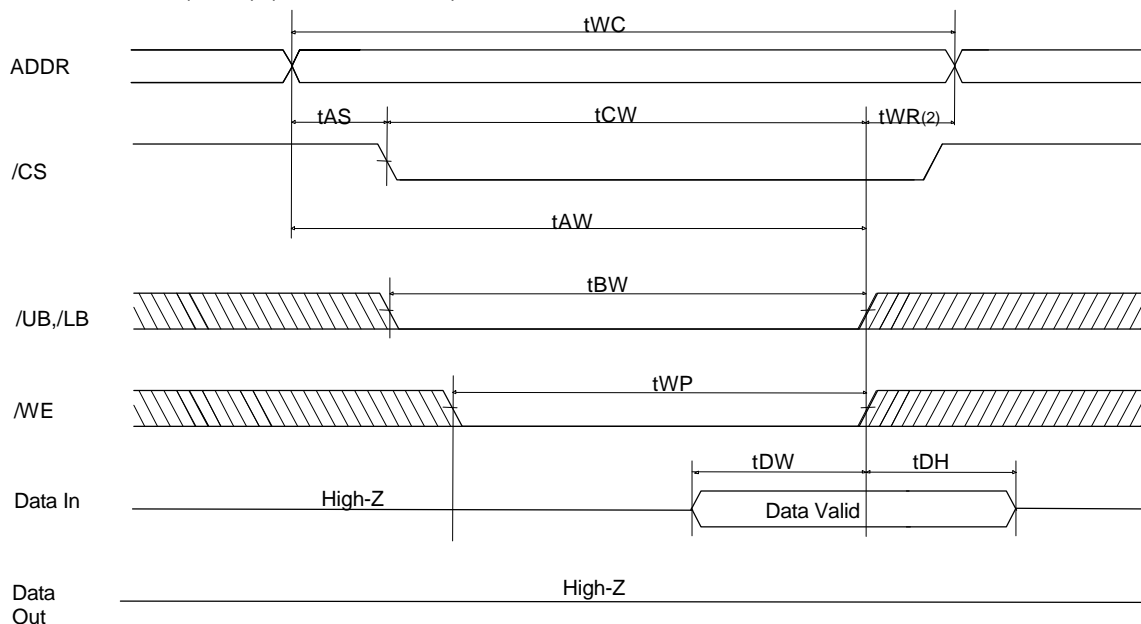 tWC
ADDR
tAS
tCW
tWR(2)
/CS
tAW
tBW
/UB,/LB
tWP
/WE
tDW
tDH
Data In
High-Z
Data Valid
High-Z
Data
Out